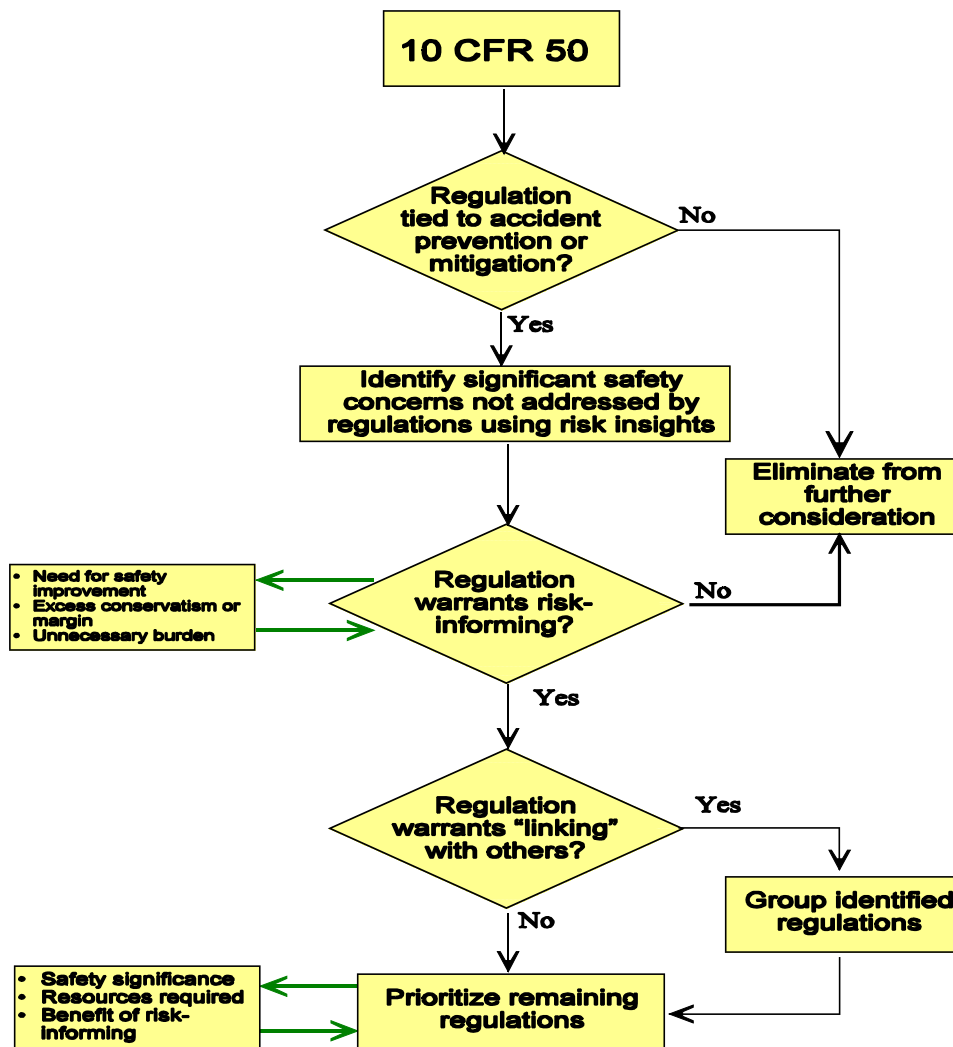 10 CFR 50
Regulation
tied to accident
prevention or
mitigation?
No
Yes
Identify significant safety
concerns not addressed by
regulations using risk insights
Eliminate from
further
consideration
• Need for safety
improvement
• Excess conservatism or
margin
• Unnecessary burden
Regulation
warrants risk-
informing?
No
Yes
Regulation
warrants “linking”
with others?
Yes
Group identified
regulations
No
• Safety significance
• Resources required
• Benefit of risk-
informing
Prioritize remaining
regulations